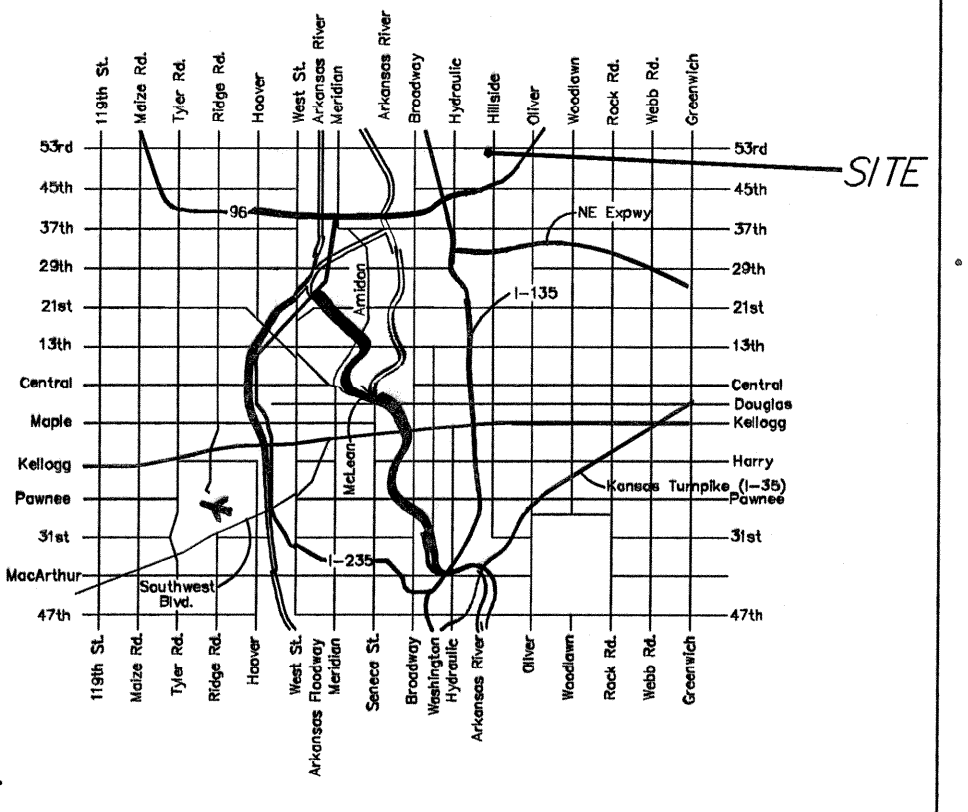 119th St.
Maize Rd.
Tyler Rd.
Ridge Rd.
Hoover
West St.
Arkansas River
Meridian
Arkansas River
Broadway
Hydraulic
Hillside
Oliver
Woodlawn
Rock Rd.
Webb Rd.
Greenwich
53rd
53rd
SITE
45th
45th
96
NE Expwy
37th
37th
29th
29th
Amidon
I-135
21st
21st
13th
13th
Central
Central
Douglas
Maple
Kellogg
McLean
Kellogg
Harry
Kansas Turnpike (I-35)
Pawnee
Pawnee
31st
31st
I-235
MacArthur
Southwest
Blvd.
47th
47th
119th St.
Maize Rd.
Tyler Rd.
Ridge Rd.
Hoover
West St.
Arkansas Floodway
Meridian
Seneca St.
Broadway
Washington
Hydraulic
Arkansas River
Oliver
Woodlawn
Rock Rd.
Webb Rd.
Greenwich